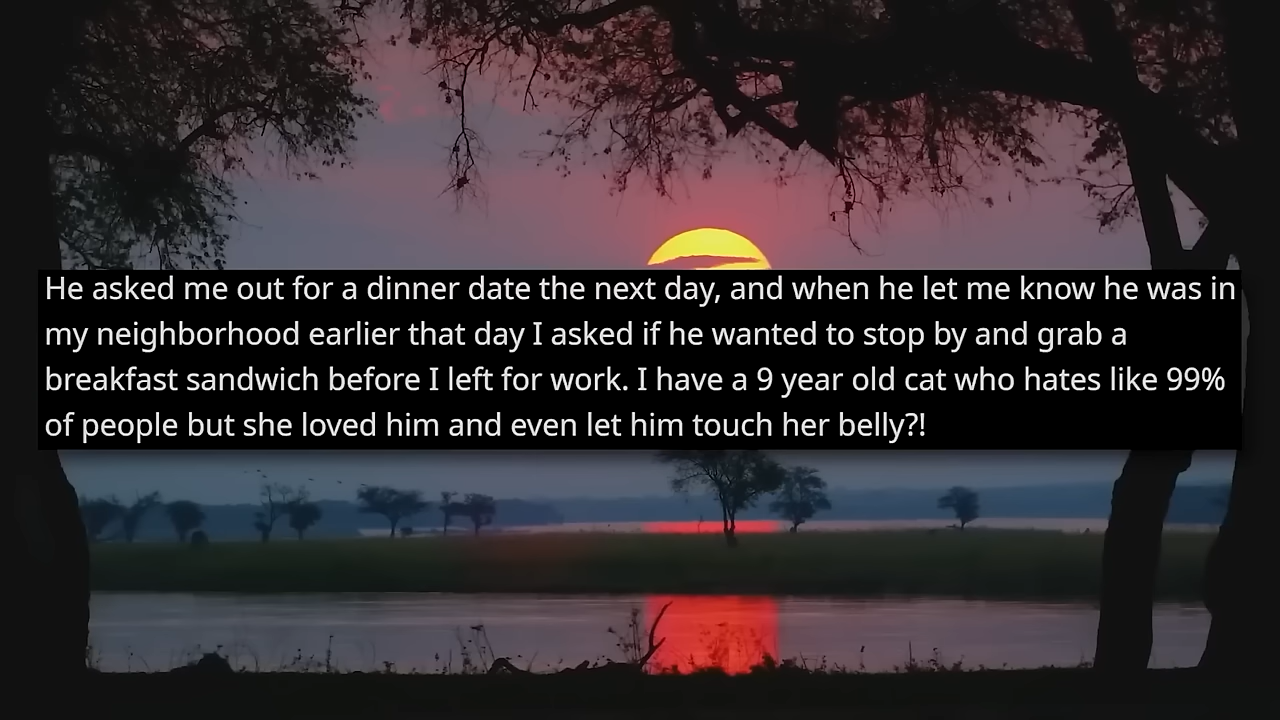 He asked me out for a dinner date the next day, and when he let me know he was in
my neighborhood earlier that day I asked if he wanted to stop by and grab a
breakfast sandwich before I left for work. I have a 9 year old cat who hates like 99%
of people but she loved him and even let him touch her belly?!